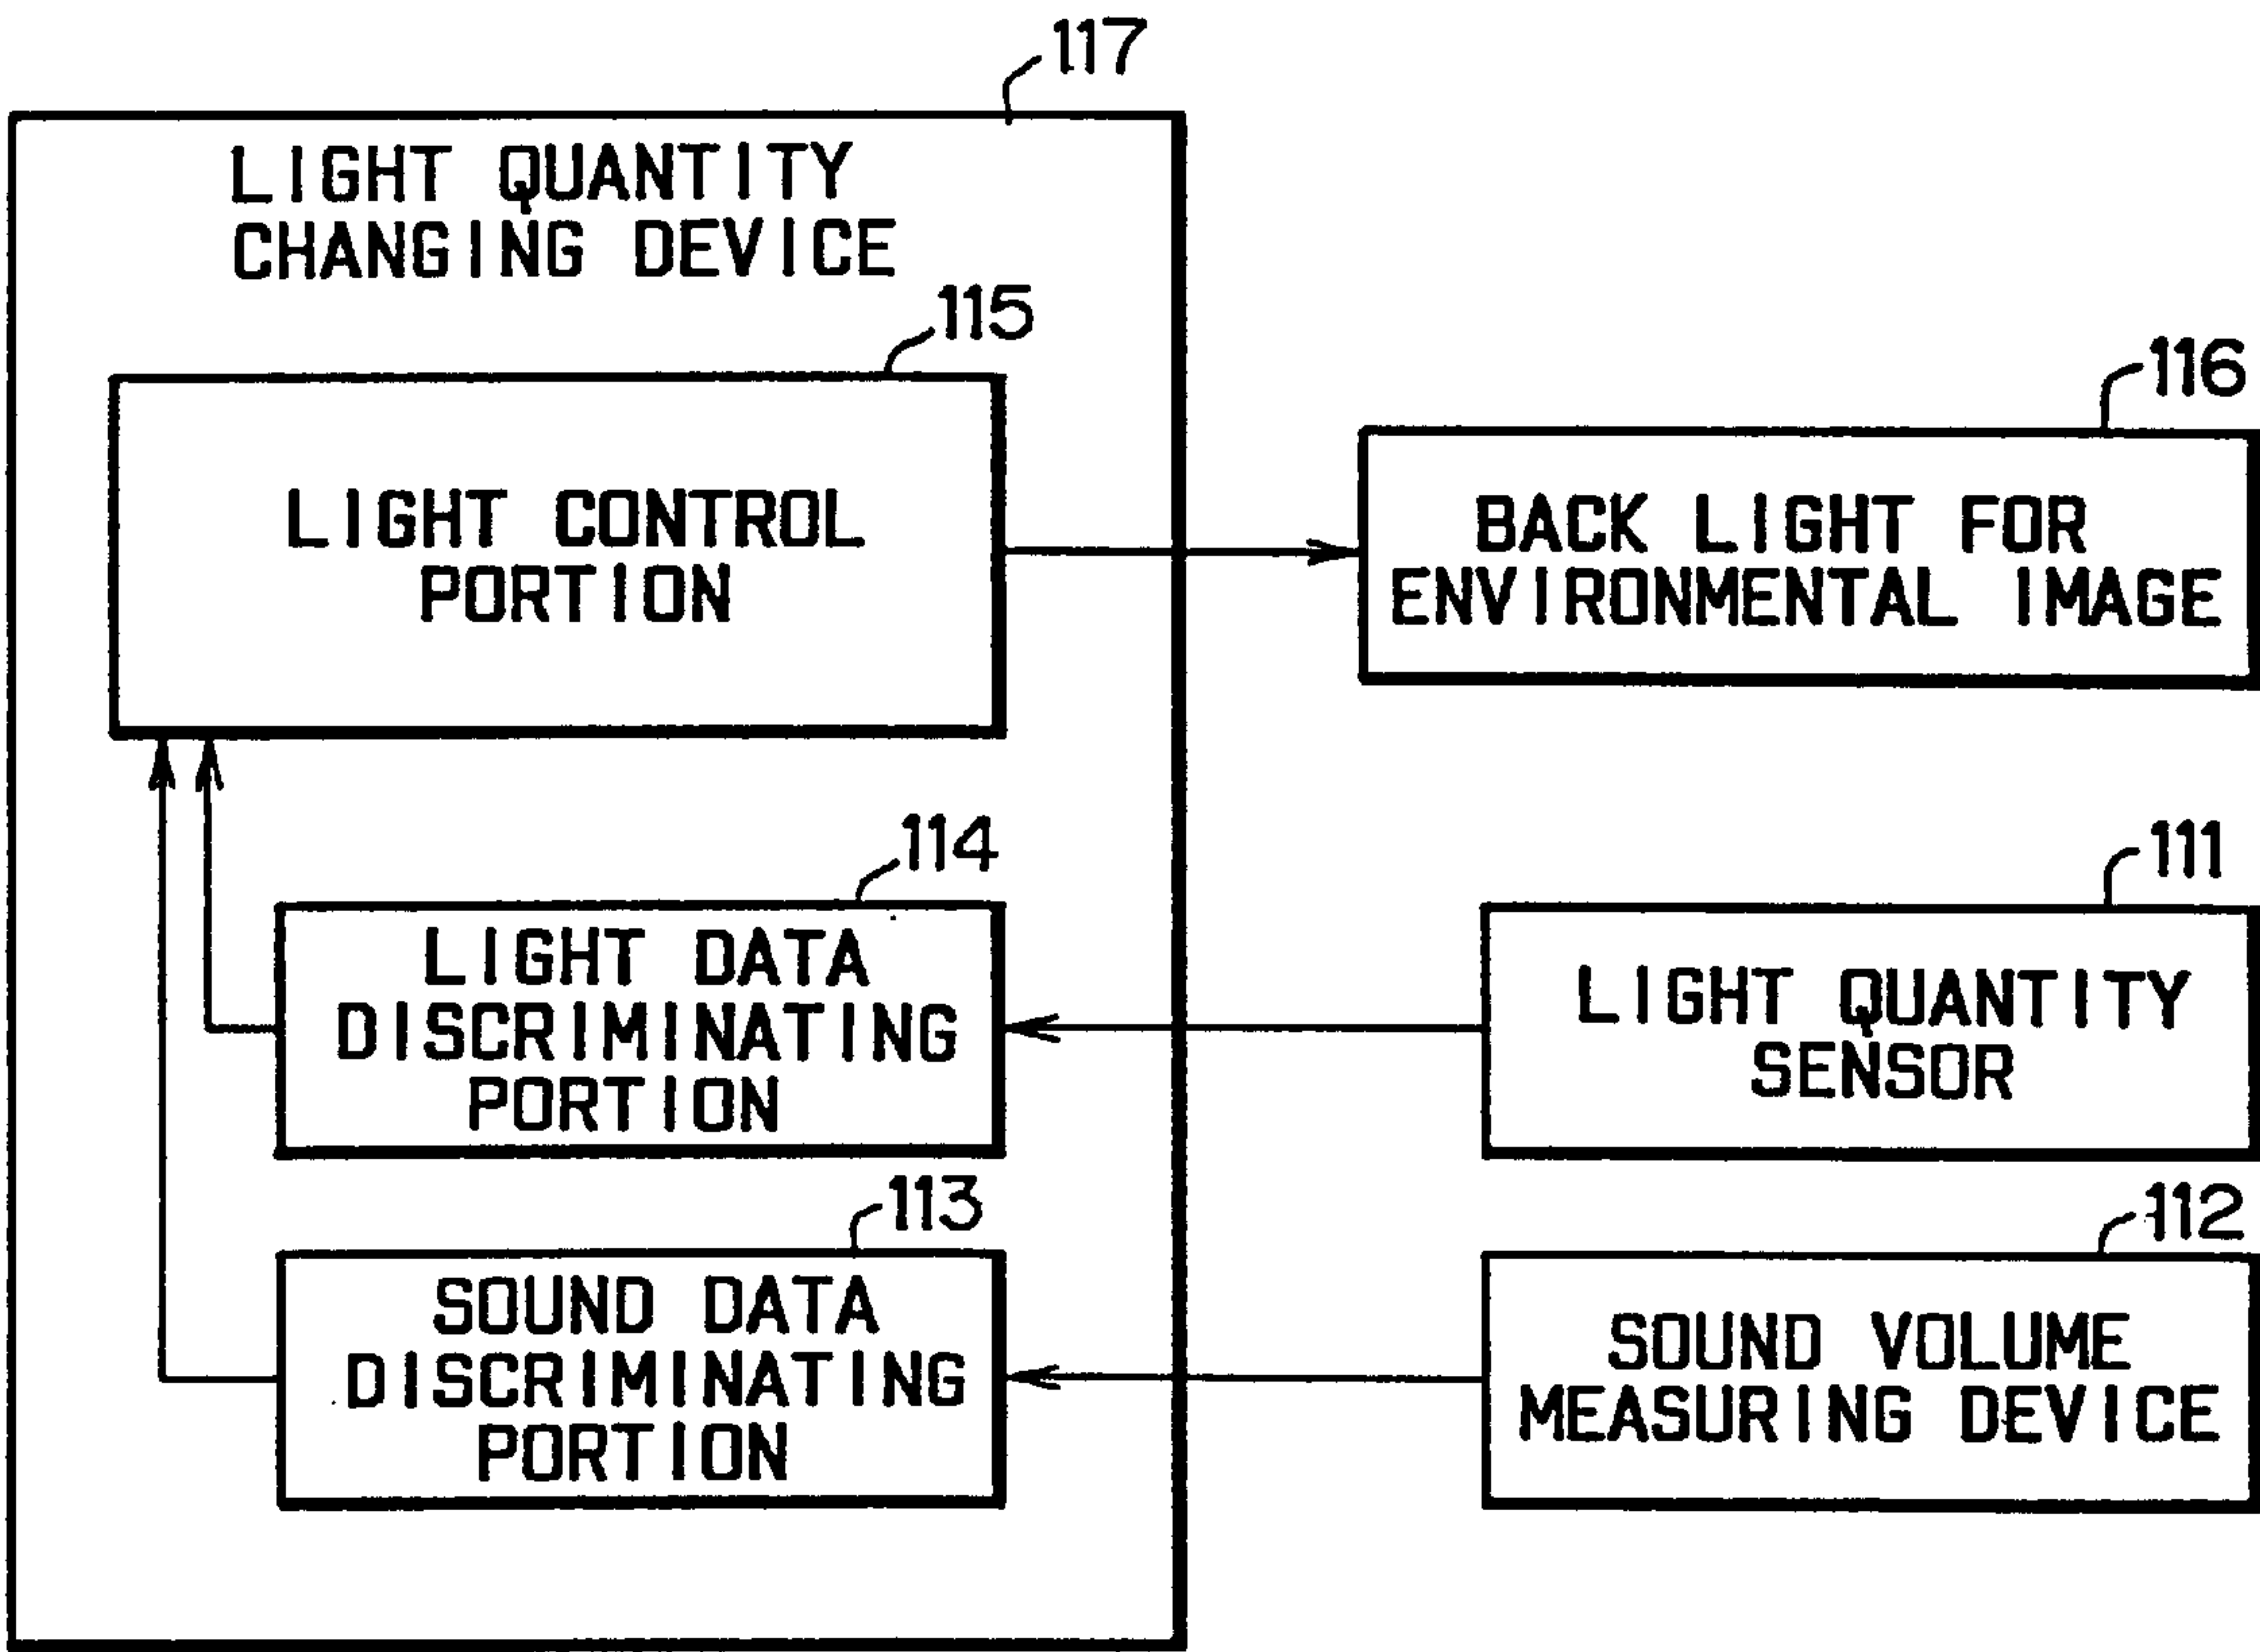 117
LIGHT QUANTITY
CHANGING DEVICE
115
LIGHT CONTROL
PORTION
116
BACK LIGHT FOR
ENVIRONMENTAL IMAGE
114
LIGHT DATA
DISCRIMINATING
PORTION
111
LIGHT QUANTITY
SENSOR
113
SOUND DATA
DISCRIMINATING
PORTION
112
SOUND VOLUME
MEASURING DEVICE